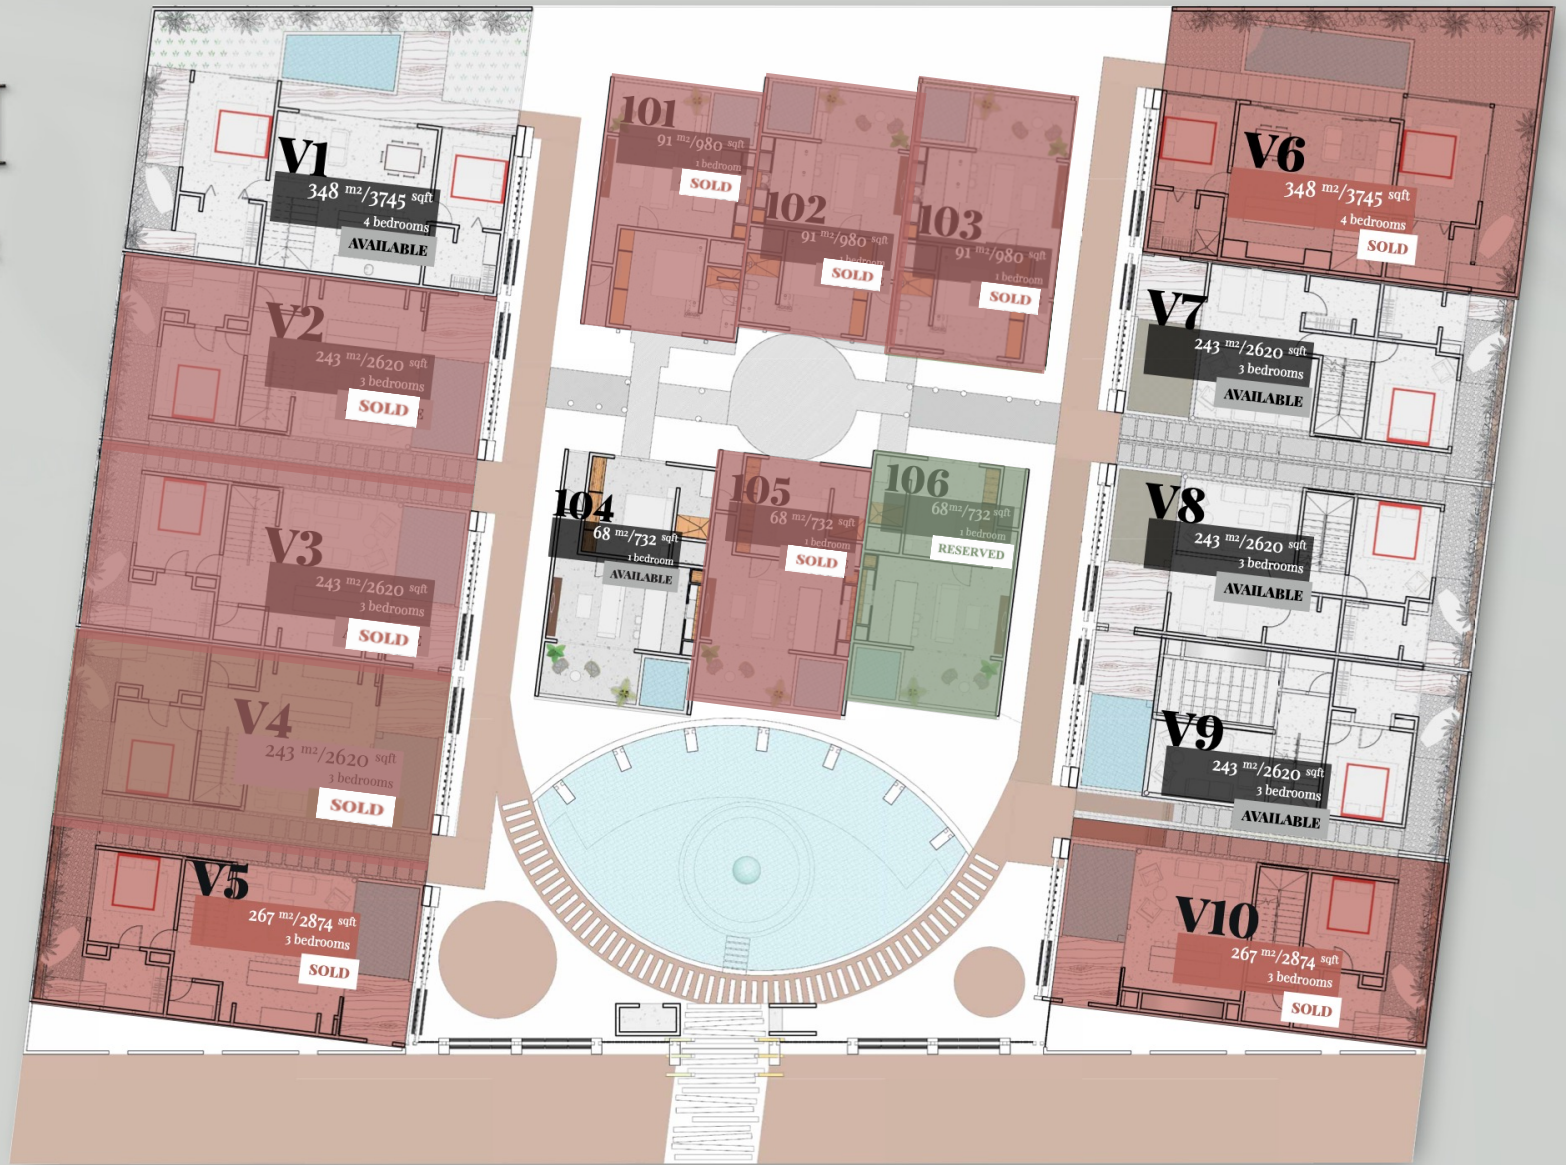 V1
348 m2/3745 sqft
4 bedrooms
AVAILABLE
V2
243 m2/2620 sqft
3 bedrooms
SOLD
V3
243 m2/2620 sqft
3 bedrooms
SOLD
V4
243 m2/2620 sqft
3 bedrooms
SOLD
V5
267 m2/2874 sqft
3 bedrooms
SOLD
101
91 m2/980 sqft
1 bedroom
SOLD
102
91 m2/980 sqft
1 bedroom
SOLD
103
91 m2/980 sqft
1 bedroom
SOLD
104
68 m2/732 sqft
1 bedroom
AVAILABLE
105
68 m2/732 sqft
1 bedroom
SOLD
106
68m2/732 sqft
1 bedroom
RESERVED
V6
348 m2/3745 sqft
4 bedrooms
SOLD
V7
243 m2/2620 sqft
3 bedrooms
AVAILABLE
V8
243 m2/2620 sqft
3 bedrooms
AVAILABLE
V9
243 m2/2620 sqft
3 bedrooms
AVAILABLE
V10
267 m2/2874 sqft
3 bedrooms
SOLD